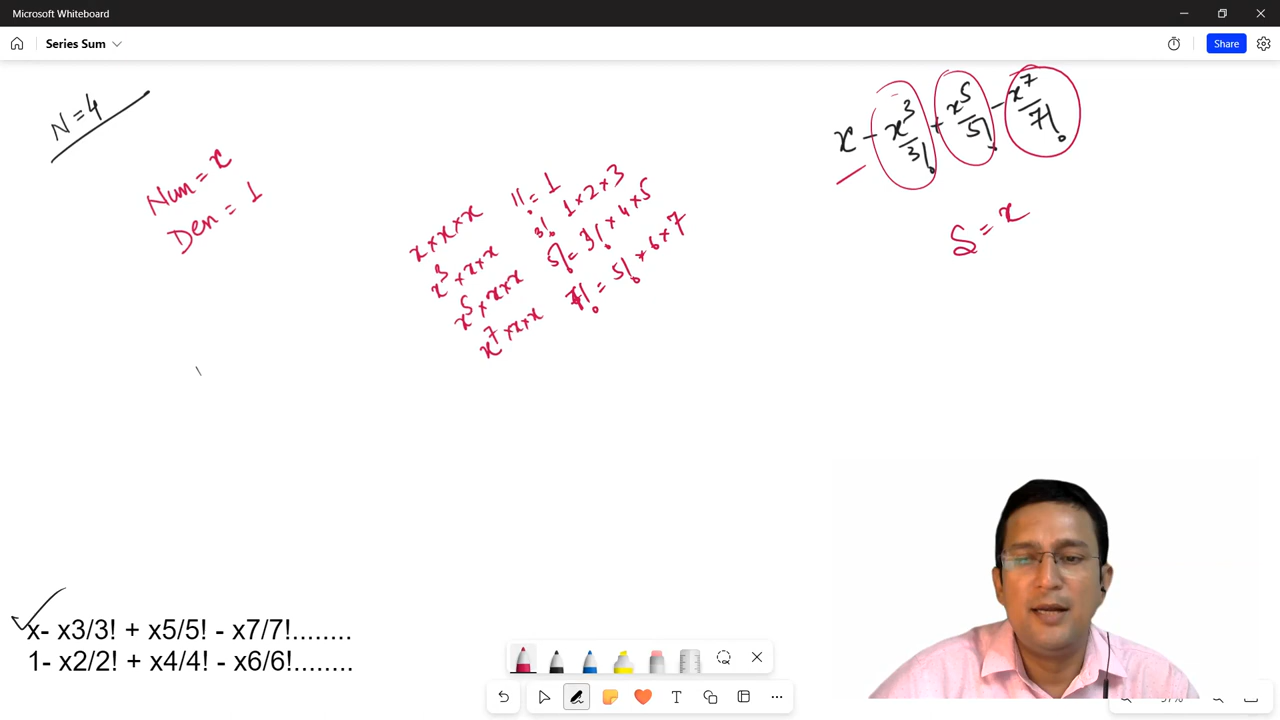 Microsoft Whiteboard
Series Sum
Share
N = 4
Num = x
Den = 1
x × x × x 1! = 1
x³ × x × x 3! 1 × 2 × 3
x⁵ × x × x 5! = 3! × 4 × 5
x⁷ × x × x 7! = 5! * 6 × 7
x - x³/3! + x⁵/5! - x⁷/7!
S = x
x- x3/3! + x5/5! - x7/7!........
1- x2/2! + x4/4! - x6/6!........